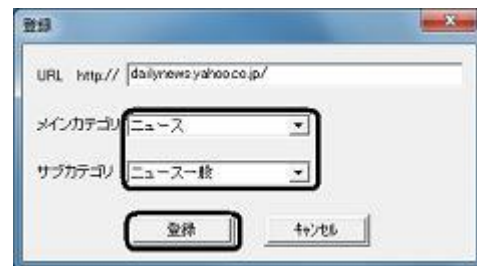 登録
URL http:// dailynews.yahoo.co.jp/
メインカテゴリ ニュース
サブカテゴリ ニュース一般
登録 キャンセル